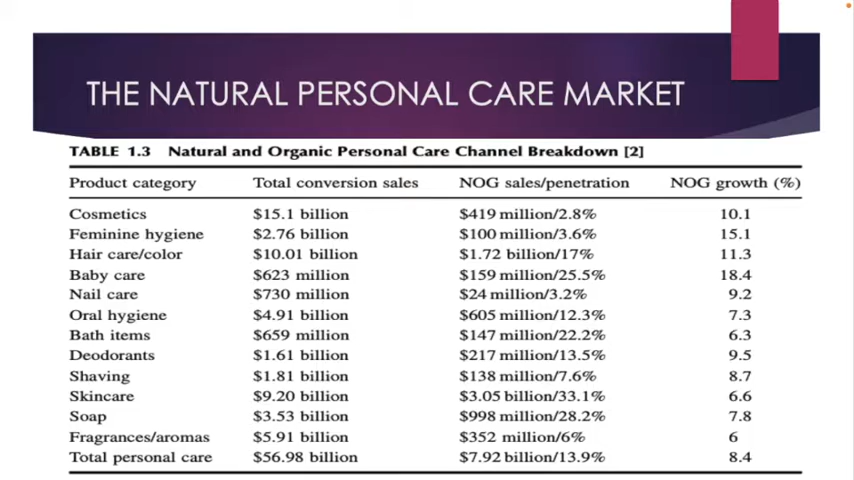 THE NATURAL PERSONAL CARE MARKET
TABLE 1.3 Natural and Organic Personal Care Channel Breakdown [2]
Product category Total conversion sales NOG sales/penetration NOG growth (%)
Cosmetics $15.1 billion $419 million/2.8% 10.1
Feminine hygiene $2.76 billion $100 million/3.6% 15.1
Hair care/color $10.01 billion $1.72 billion/17% 11.3
Baby care $623 million $159 million/25.5% 18.4
Nail care $730 million $24 million/3.2% 9.2
Oral hygiene $4.91 billion $605 million/12.3% 7.3
Bath items $659 million $147 million/22.2% 6.3
Deodorants $1.61 billion $217 million/13.5% 9.5
Shaving $1.81 billion $138 million/7.6% 8.7
Skincare $9.20 billion $3.05 billion/33.1% 6.6
Soap $3.53 billion $998 million/28.2% 7.8
Fragrances/aromas $5.91 billion $352 million/6% 6
Total personal care $56.98 billion $7.92 billion/13.9% 8.4